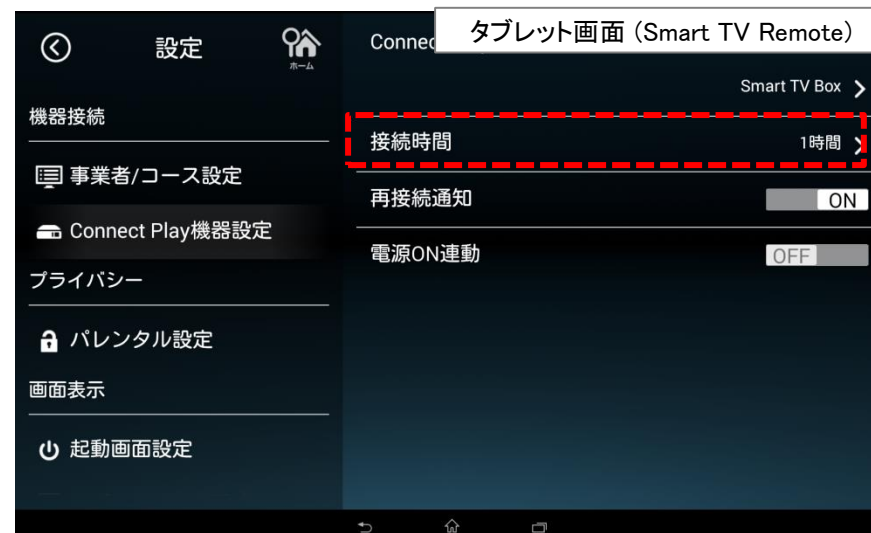 タブレット画面（Smart TV Remote）
設定
ホーム
機器接続
事業者/コース設定
Connect Play機器設定
プライバシー
パレンタル設定
画面表示
起動画面設定
Connec
Smart TV Box
接続時間 1時間
再接続通知 ON
電源ON連動 OFF